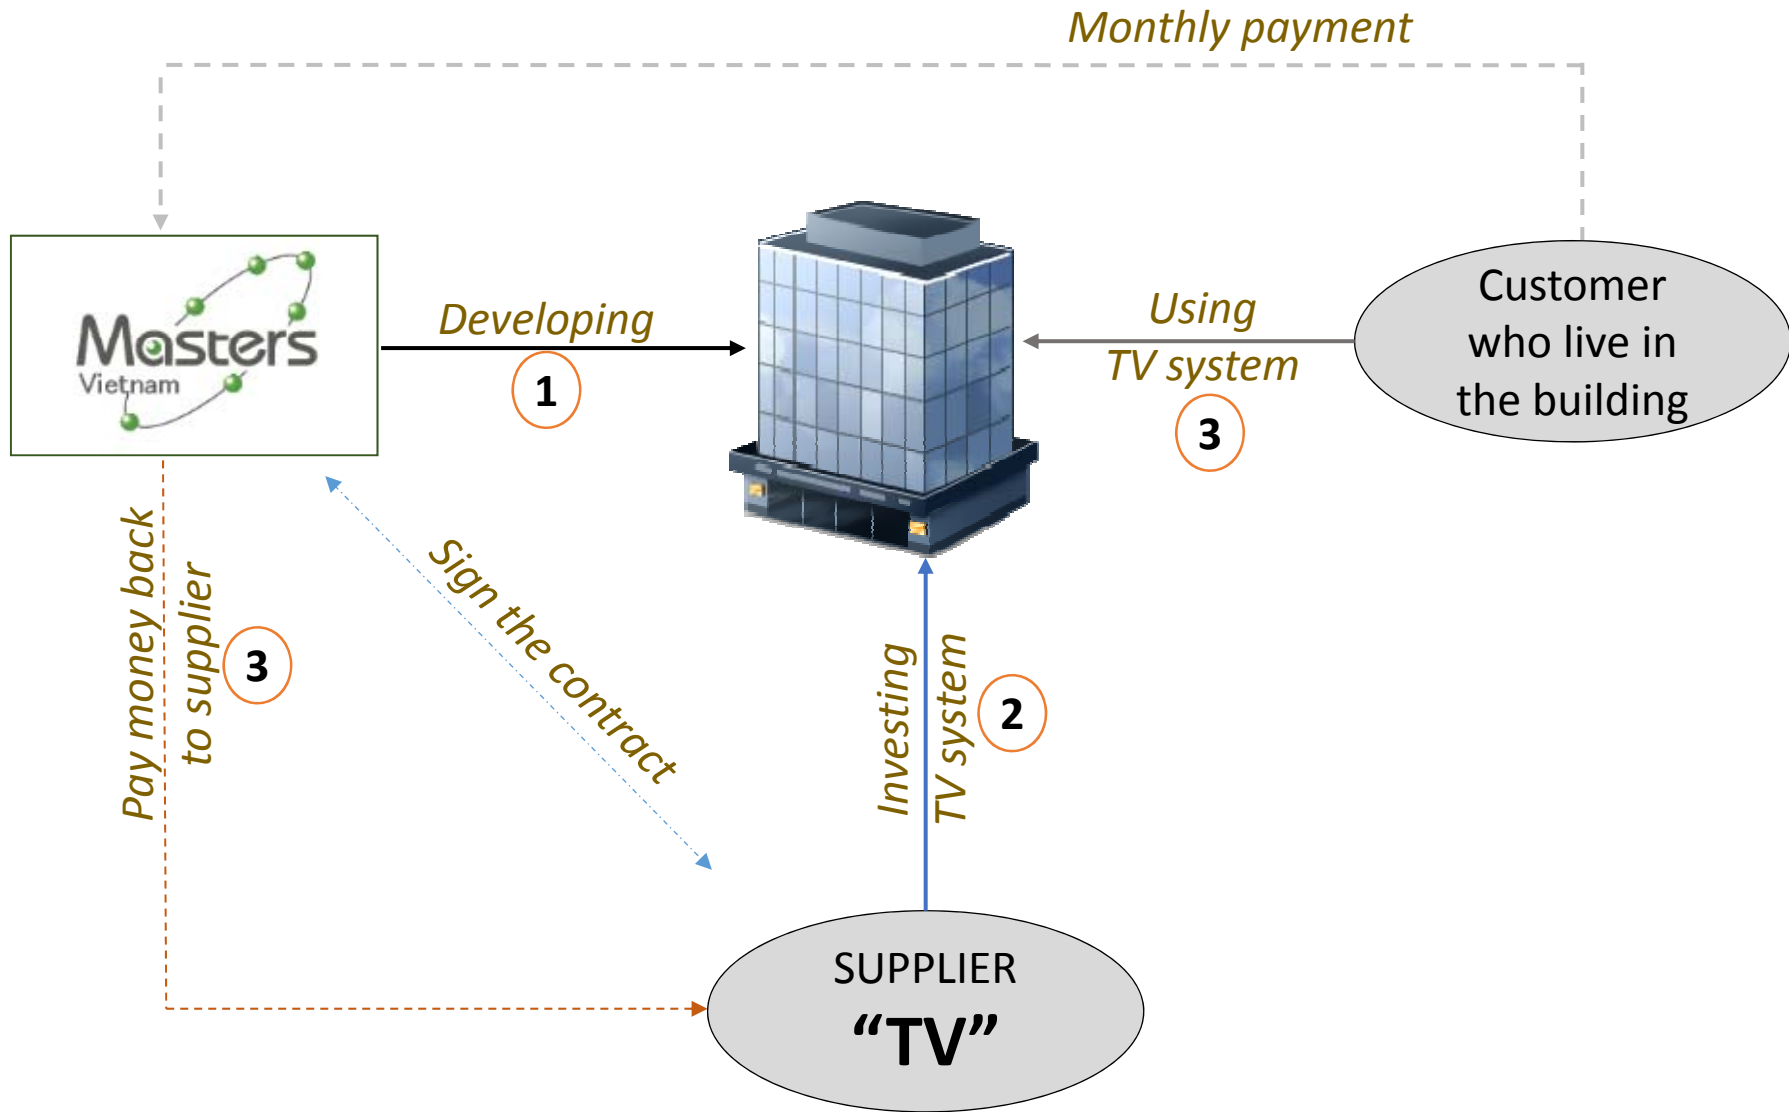 Monthly payment
Masters
Vietnam
Developing
1
Using
TV system
3
Customer
who live in
the building
Pay money back
to supplier
3
Sign the contract
Investing
TV system
2
SUPPLIER
“TV”